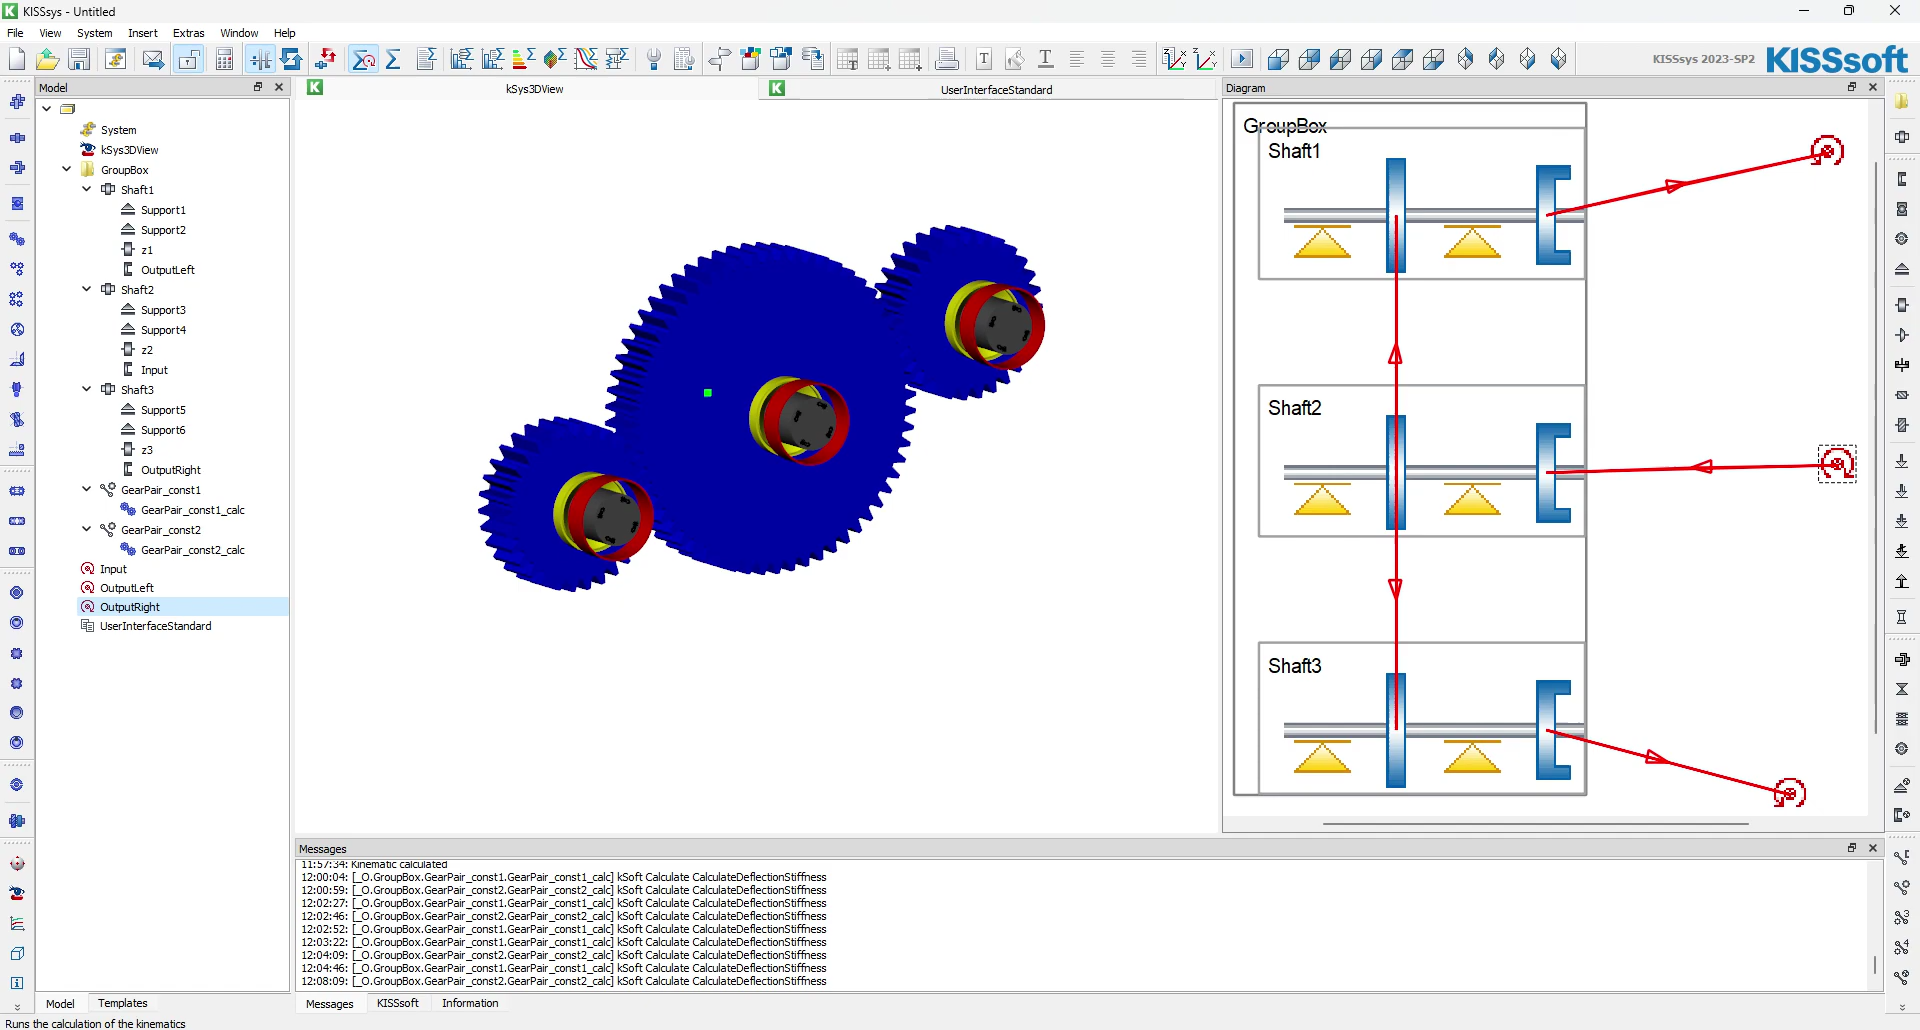 KISSsys - Untitled
File View System Insert Extras Window Help
KISSsys 2023-SP2 KISSsoft
Model
kSys3DView
UserInterfaceStandard
Diagram
System
kSys3DView
GroupBox
Shaft1
Support1
Support2
z1
OutputLeft
Shaft2
Support3
Support4
z2
Input
Shaft3
Support5
Support6
z3
OutputRight
GearPair_const1
GearPair_const1_calc
GearPair_const2
GearPair_const2_calc
Input
OutputLeft
OutputRight
UserInterfaceStandard
Model Templates
GroupBox
Shaft1
Shaft2
Shaft3
Messages
11:57:34: Kinematic calculated
12:00:04: [_O.GroupBox.GearPair_const1.GearPair_const1_calc] kSoft Calculate CalculateDeflectionStiffness
12:00:59: [_O.GroupBox.GearPair_const2.GearPair_const2_calc] kSoft Calculate CalculateDeflectionStiffness
12:02:27: [_O.GroupBox.GearPair_const1.GearPair_const1_calc] kSoft Calculate CalculateDeflectionStiffness
12:02:46: [_O.GroupBox.GearPair_const2.GearPair_const2_calc] kSoft Calculate CalculateDeflectionStiffness
12:02:52: [_O.GroupBox.GearPair_const1.GearPair_const1_calc] kSoft Calculate CalculateDeflectionStiffness
12:03:22: [_O.GroupBox.GearPair_const1.GearPair_const1_calc] kSoft Calculate CalculateDeflectionStiffness
12:04:09: [_O.GroupBox.GearPair_const2.GearPair_const2_calc] kSoft Calculate CalculateDeflectionStiffness
12:04:46: [_O.GroupBox.GearPair_const1.GearPair_const1_calc] kSoft Calculate CalculateDeflectionStiffness
12:08:09: [_O.GroupBox.GearPair_const2.GearPair_const2_calc] kSoft Calculate CalculateDeflectionStiffness
Messages KISSsoft Information
Runs the calculation of the kinematics